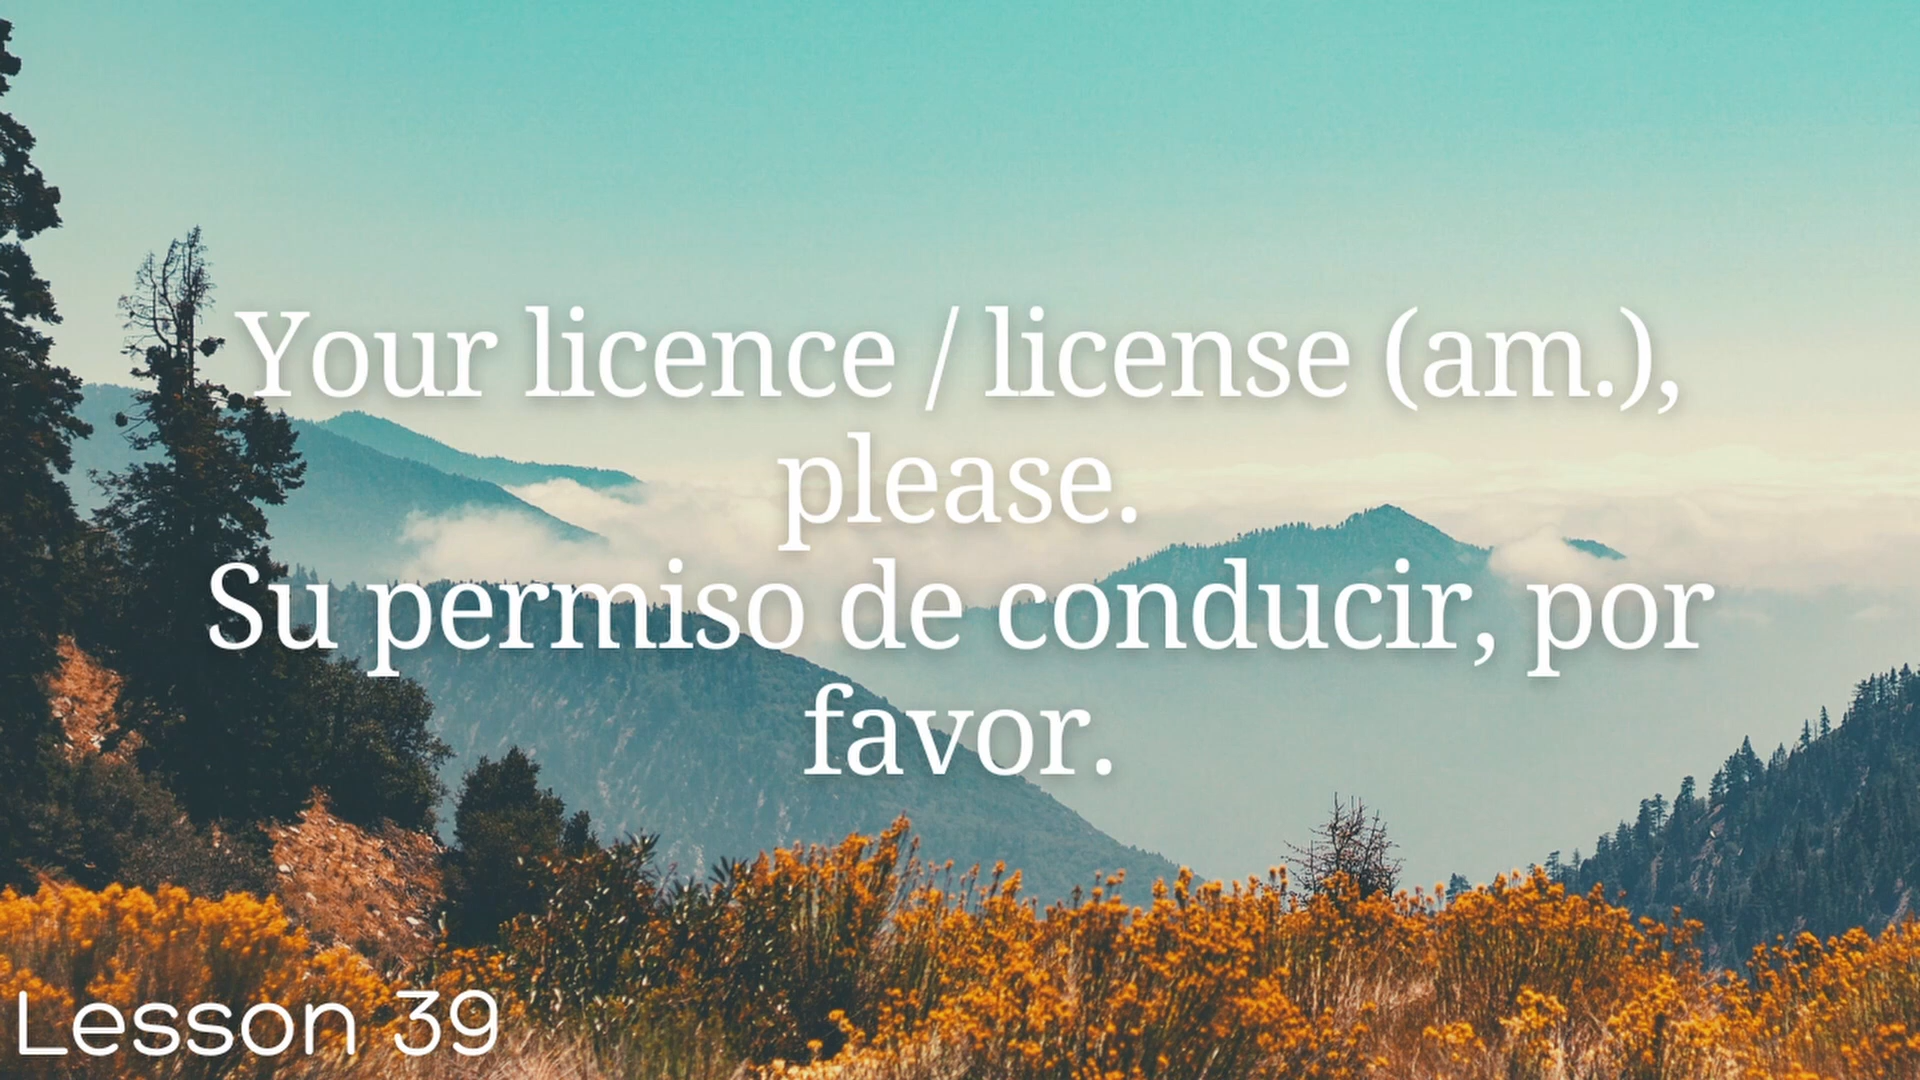 Your licence / license (am.),
please.
Su permiso de conducir, por
favor.
Lesson 39